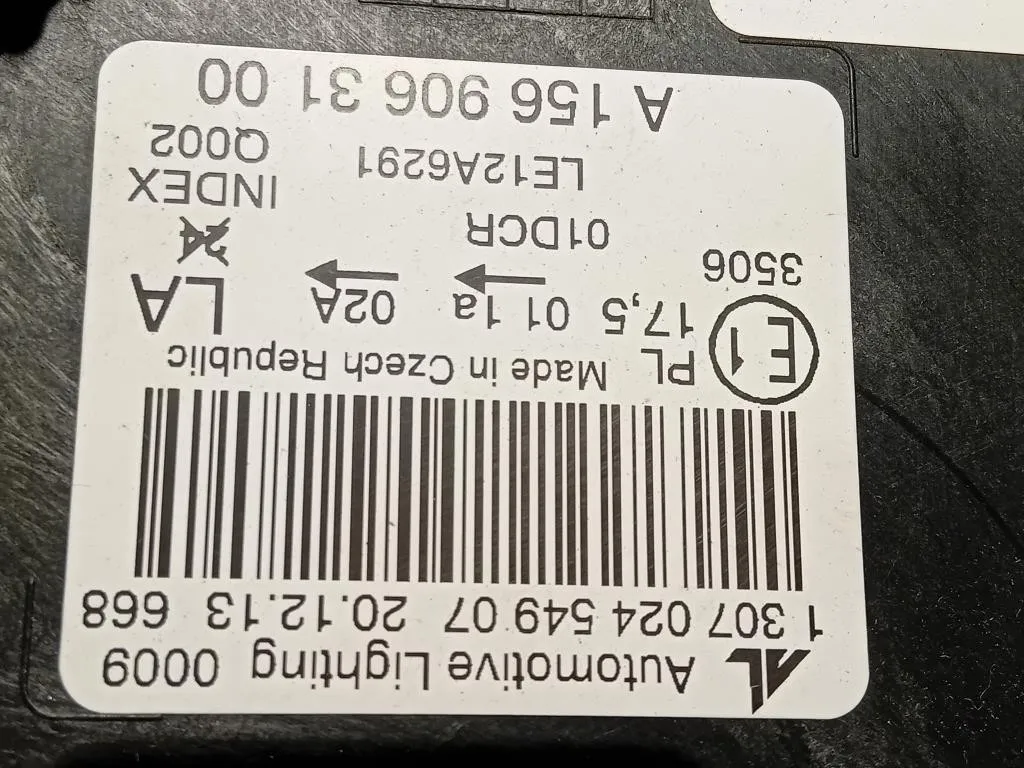 AL Automotive Lighting 0009
1 307 024 549 07 20.12.13 668
PL Made in Czech Republic
E1 17,5 01 1a 02A LA
3506 01DCR
INDEX
LE12A6291 Q002
A 156 906 31 00